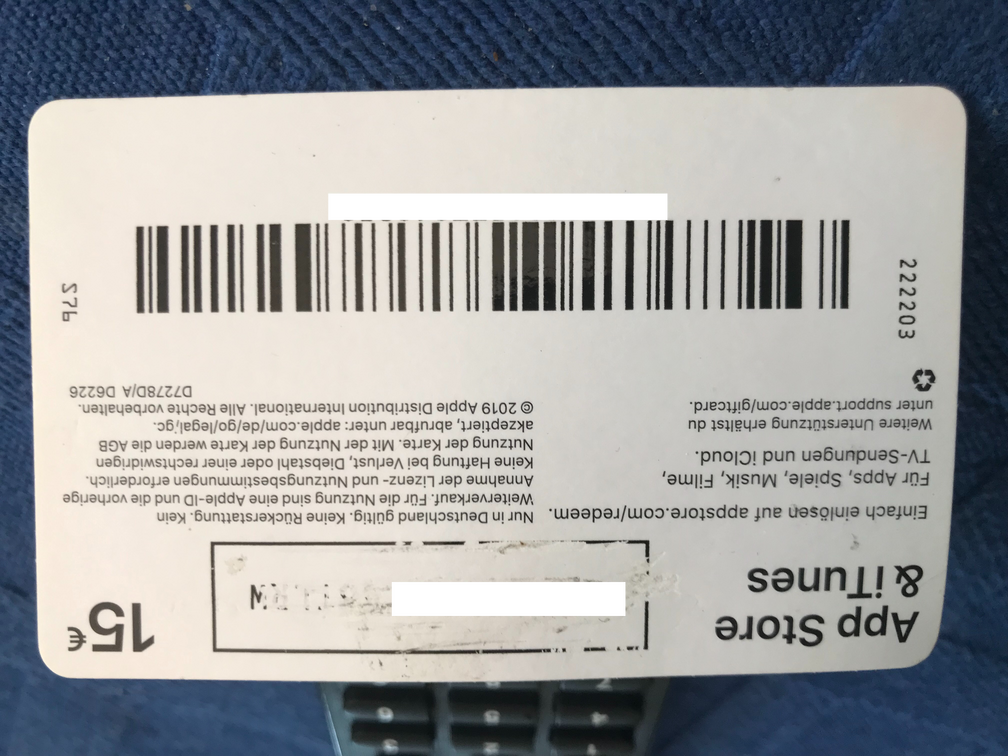 App Store
& iTunes
15€
Einfach einlösen auf appstore.com/redeem.
Für Apps, Spiele, Musik, Filme,
TV-Sendungen und iCloud.
Weitere Unterstützung erhältst du
unter support.apple.com/giftcard.
Nur in Deutschland gültig. Keine Rückerstattung. Kein
Weiterverkauf. Für die Nutzung sind eine Apple-ID und die vorherige
Annahme der Lizenz- und Nutzungsbestimmungen erforderlich.
Keine Haftung bei Verlust, Diebstahl oder einer rechtswidrigen
Nutzung der Karte. Mit der Nutzung der Karte werden die AGB
akzeptiert, abrufbar unter: apple.com/de/go/legal/gc.
© 2019 Apple Distribution International. Alle Rechte vorbehalten.
D7278D/A D6226
222203